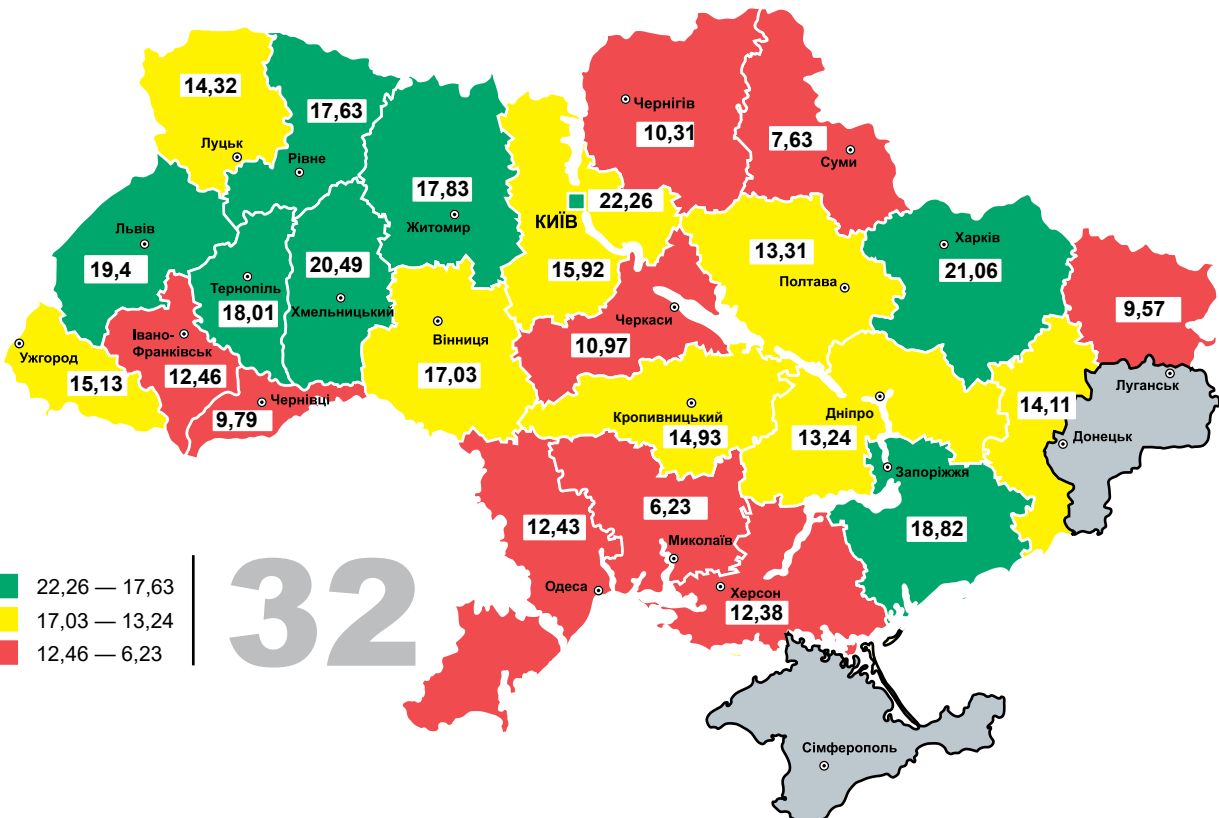 14,32
Луцьк
17,63
Рівне
17,83
Житомир
Чернігів
10,31
7,63
Суми
22,26
КИЇВ
15,92
Львів
19,4
Тернопіль
18,01
20,49
Хмельницький
13,31
Полтава
Харків
21,06
9,57
Луганськ
Ужгород
15,13
Івано-
Франківськ
12,46
Чернівці
9,79
Вінниця
17,03
Черкаси
10,97
Кропивницький
14,93
Дніпро
13,24
14,11
Донецьк
Запоріжжя
18,82
12,43
Одеса
6,23
Миколаїв
Херсон
12,38
Сімферополь
22,26 — 17,63
17,03 — 13,24
12,46 — 6,23
32